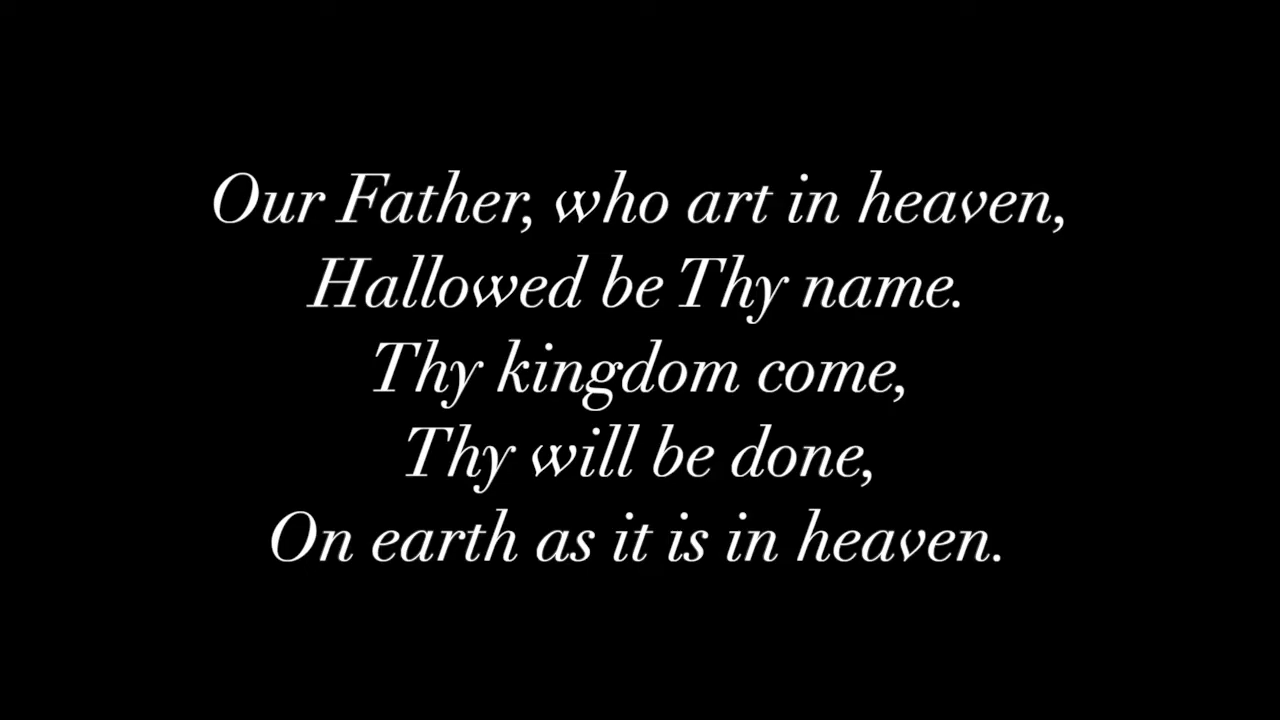 Our Father, who art in heaven,
Hallowed be Thy name.
Thy kingdom come,
Thy will be done,
On earth as it is in heaven.